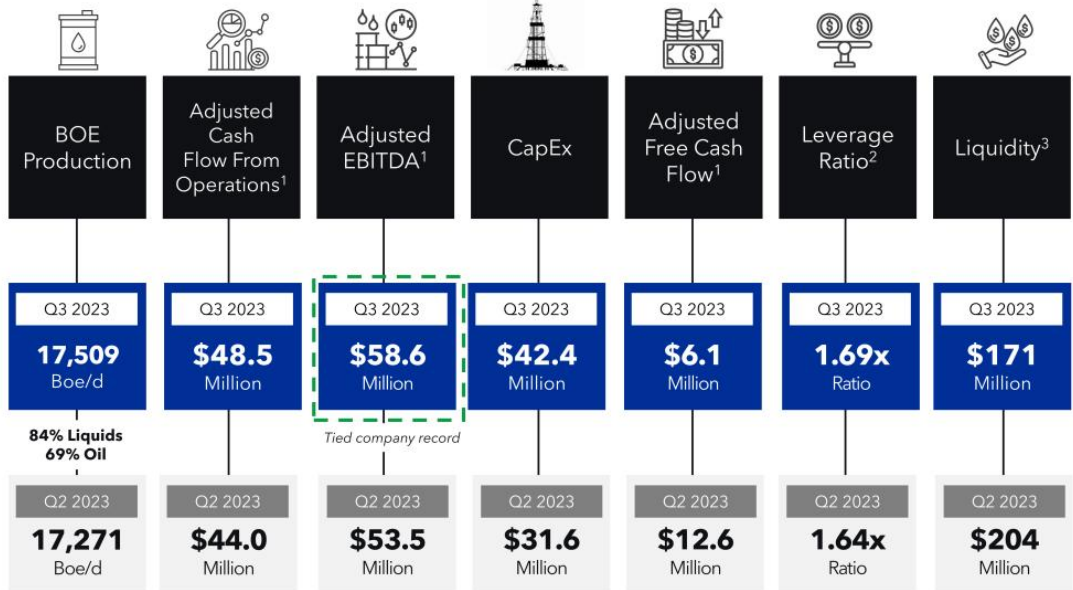 BOE
Production
Adjusted
Cash
Flow From
Operations¹
Adjusted
EBITDA¹
CapEx
Adjusted
Free Cash
Flow¹
Leverage
Ratio²
Liquidity³
Q3 2023
17,509
Boe/d
Q3 2023
$48.5
Million
Q3 2023
$58.6
Million
Q3 2023
$42.4
Million
Q3 2023
$6.1
Million
Q3 2023
1.69x
Ratio
Q3 2023
$171
Million
84% Liquids
69% Oil
Tied company record
Q2 2023
17,271
Boe/d
Q2 2023
$44.0
Million
Q2 2023
$53.5
Million
Q2 2023
$31.6
Million
Q2 2023
$12.6
Million
Q2 2023
1.64x
Ratio
Q2 2023
$204
Million